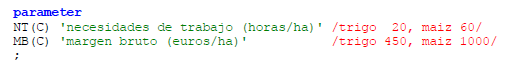 parameter
NT(C) 'necesidades de trabajo (horas/ha)' /trigo  20, maiz 60/
MB(C) 'margen bruto (euros/ha)'           /trigo 450, maiz 1000/
;